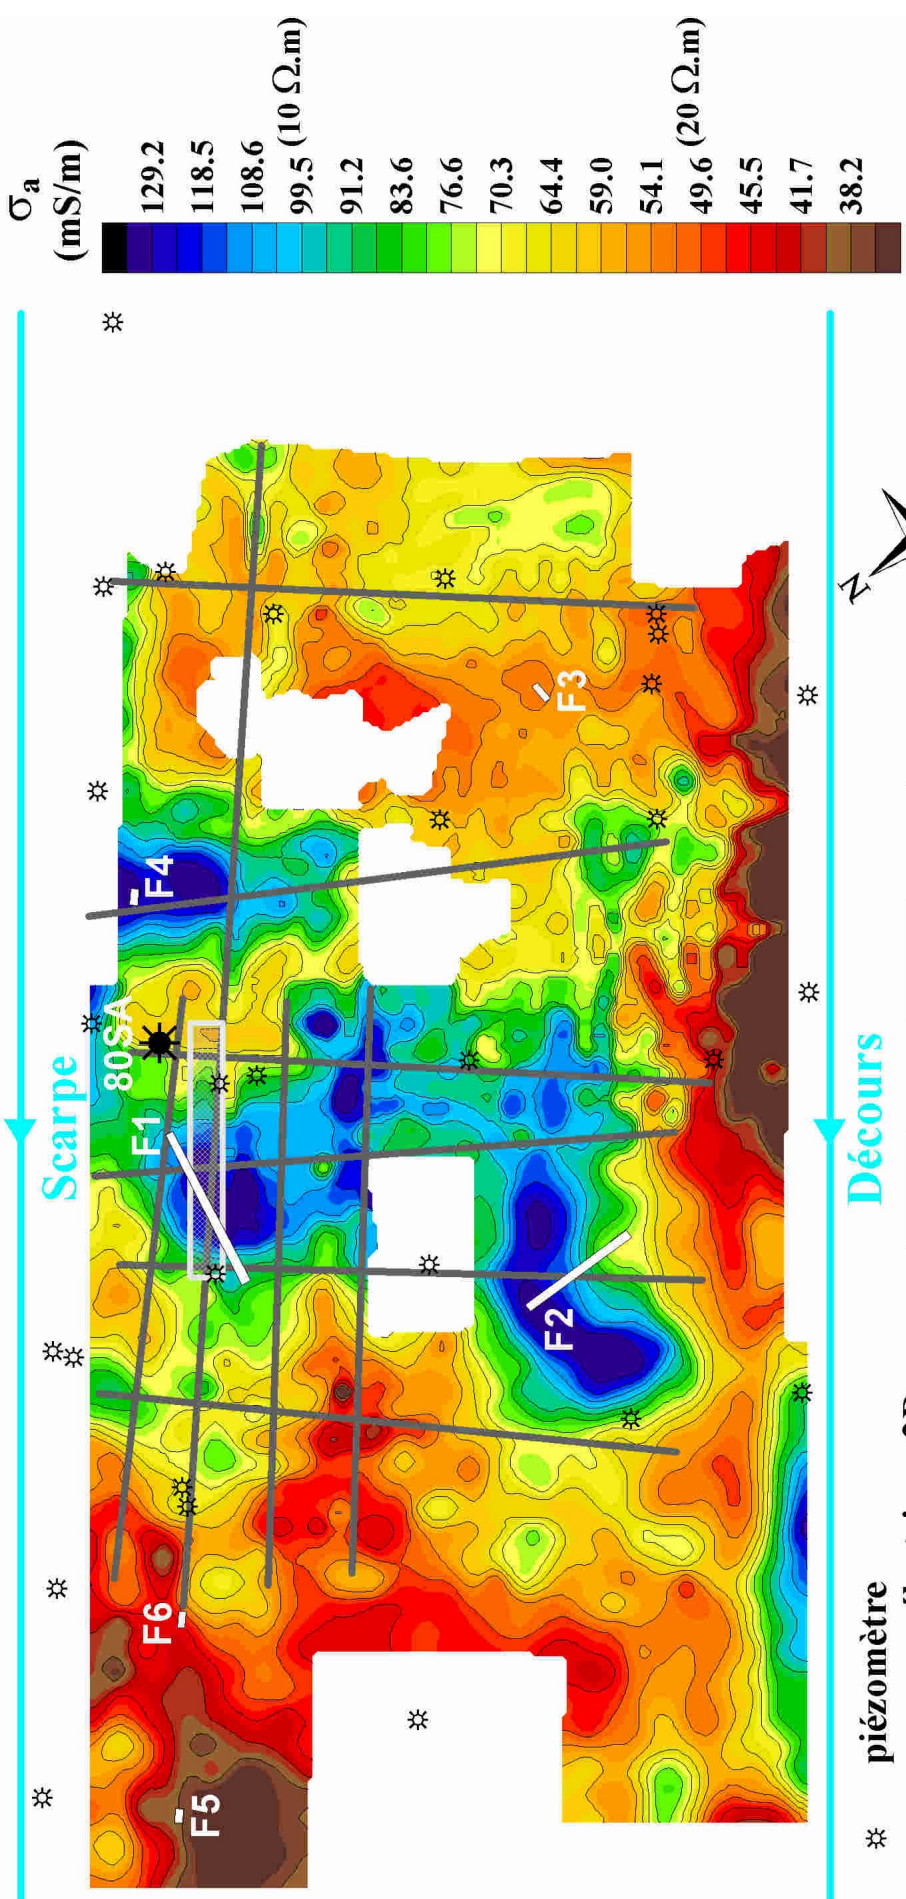 σa
(mS/m)
129.2
118.5
108.6
(10 Ω.m)
99.5
91.2
83.6
76.6
70.3
64.4
59.0
54.1
(20 Ω.m)
49.6
45.5
41.7
38.2
Scarpe
80SA
F1
F4
F3
F2
F6
F5
N
Décours
piézomètre